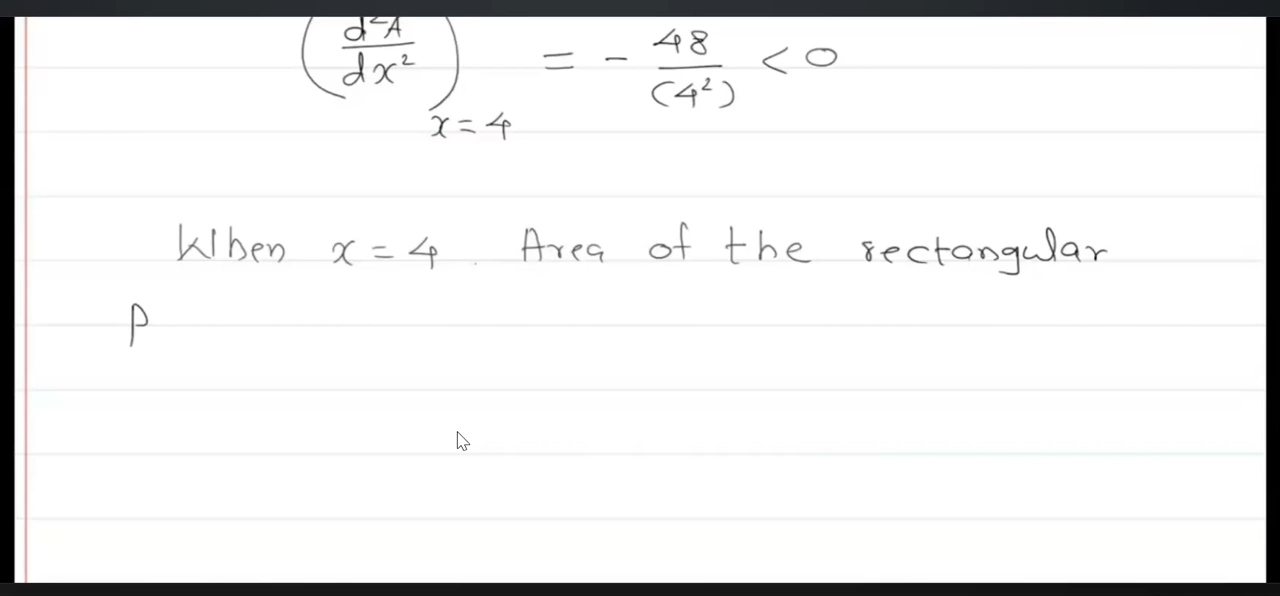 (d²A/dx²)x=4 = - 48/(4²) < 0
When x = 4. Area of the rectangular
P